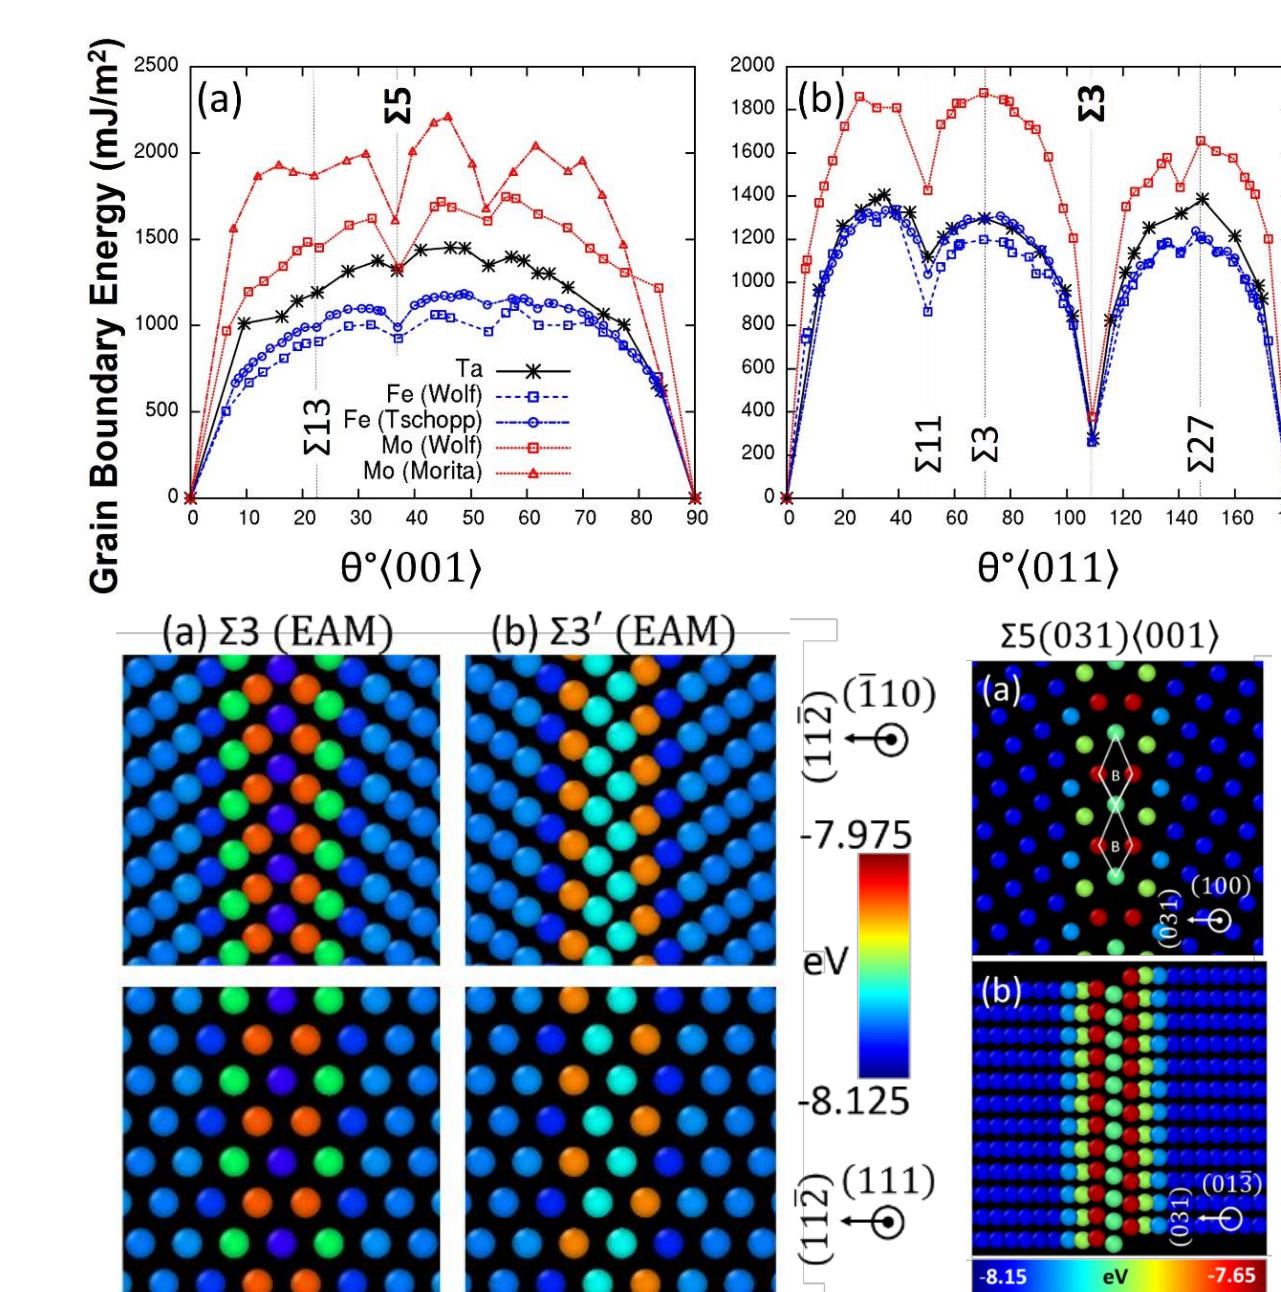 Grain Boundary Energy (mJ/m²)
2500
2000
1500
1000
500
0
(a)
Σ5
Σ13
Ta
Fe (Wolf)
Fe (Tschopp)
Mo (Wolf)
Mo (Morita)
0 10 20 30 40 50 60 70 80 90
θ°⟨001⟩
2000
1800
1600
1400
1200
1000
800
600
400
200
0
(b)
Σ3
Σ11
Σ3
Σ27
0 20 40 60 80 100 120 140 160
θ°⟨011⟩
(a) Σ3 (EAM)
(b) Σ3′ (EAM)
(1̄10)
(112̄)
-7.975
eV
-8.125
(111)
(112̄)
Σ5(031)⟨001⟩
(a)
B
B
(100)
(031)
(b)
(013̄)
(031)
-8.15 eV -7.65